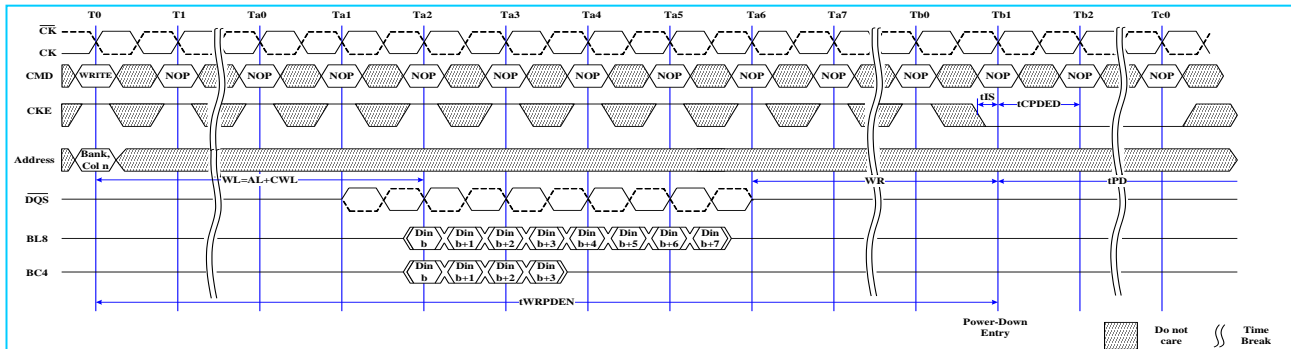 T0 T1 Ta0 Ta1 Ta2 Ta3 Ta4 Ta5 Ta6 Ta7 Tb0 Tb1 Tb2 Tc0
CK
CK
CMD WRITE NOP NOP NOP NOP NOP NOP NOP NOP NOP NOP NOP NOP NOP
tIS
CKE tCPDED
Address Bank,
Col n
WL=AL+CWL WR tPD
DQS
BL8 Din
b Din
b+1 Din
b+2 Din
b+3 Din
b+4 Din
b+5 Din
b+6 Din
b+7
BC4 Din
b Din
b+1 Din
b+2 Din
b+3
tWRPDEN
Power-Down
Entry
Do not
care
Time
Break